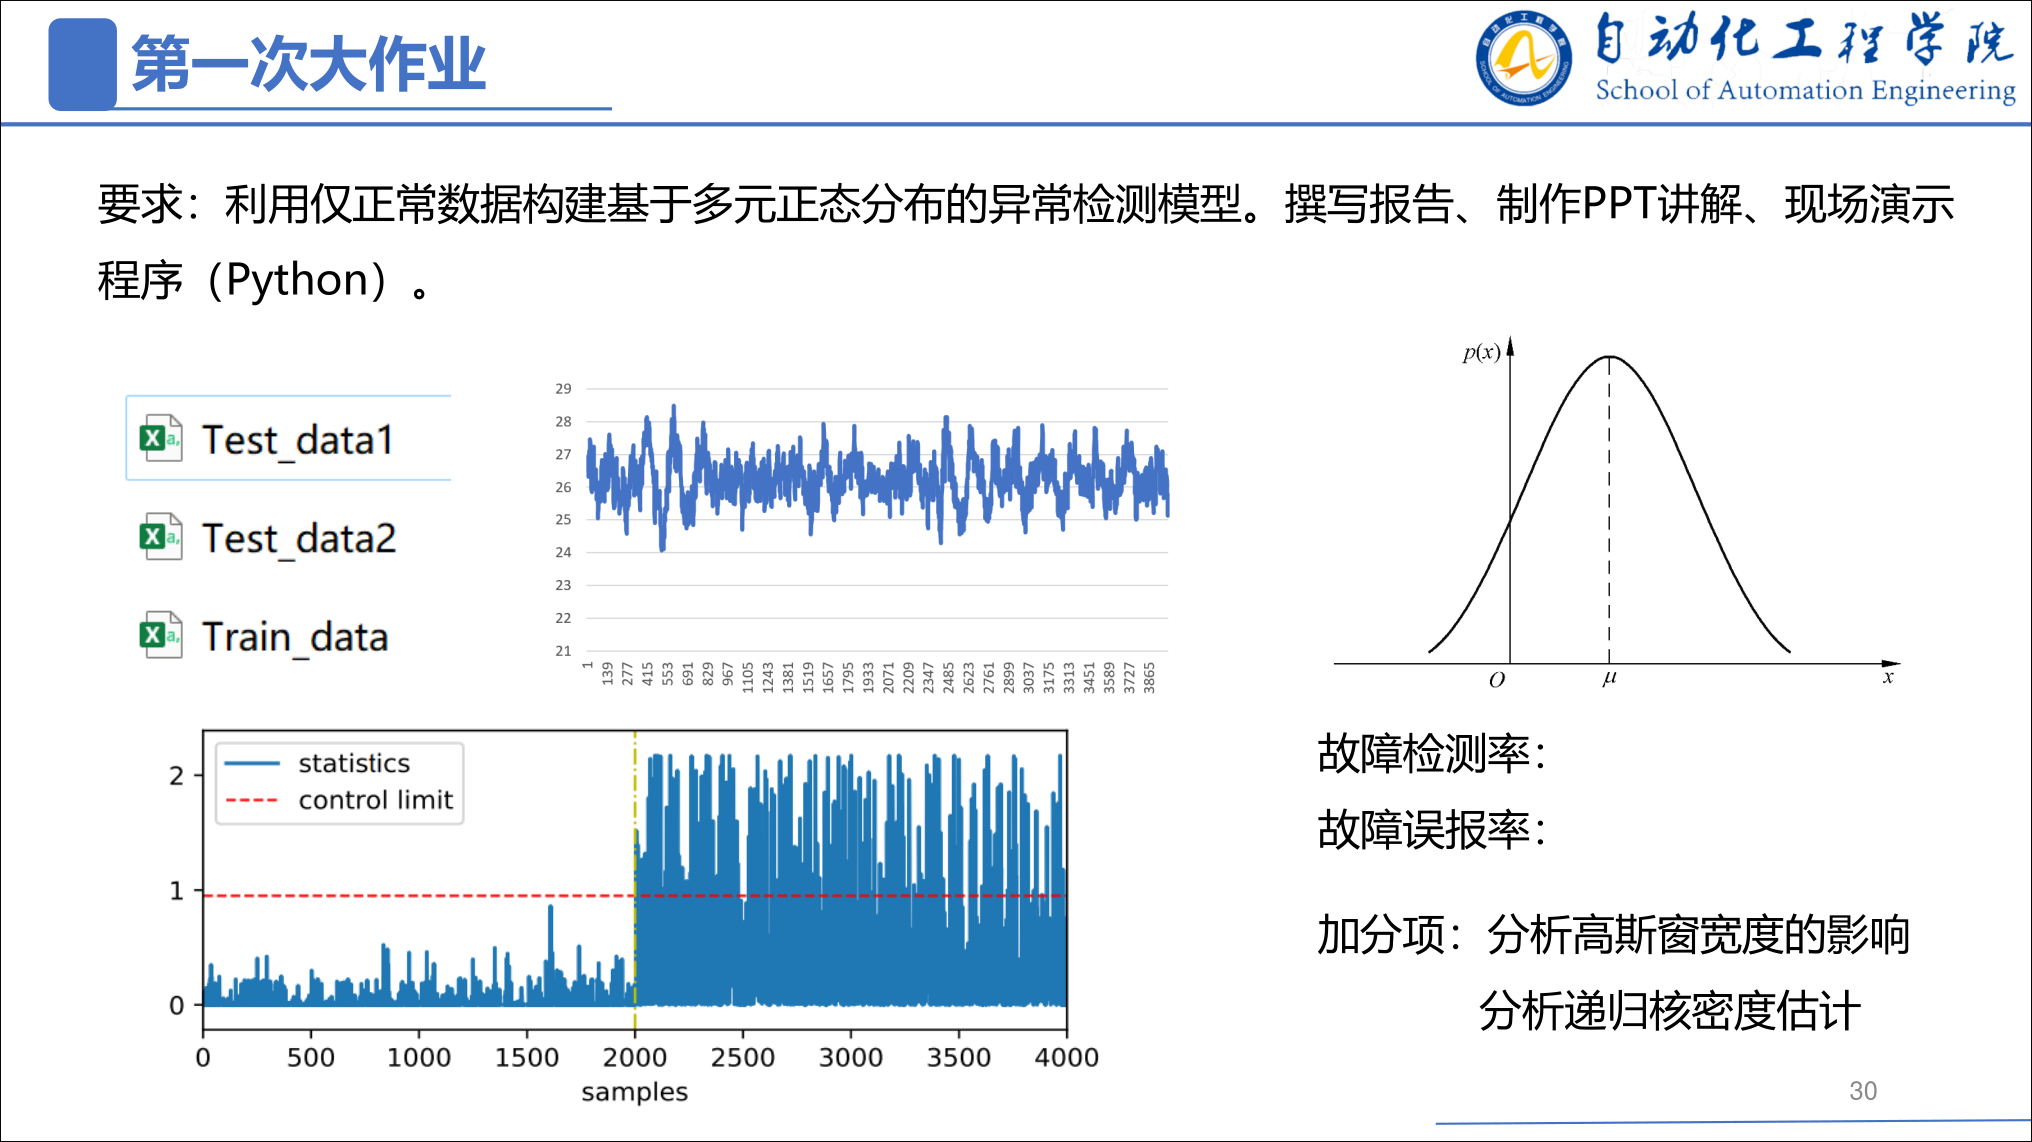 第一次大作业
自动化工程学院
School of Automation Engineering
要求：利用仅正常数据构建基于多元正态分布的异常检测模型。撰写报告、制作PPT讲解、现场演示
程序（Python）。
Test_data1
Test_data2
Train_data
29
28
27
26
25
24
23
22
21
1 139 277 415 553 691 829 967 1105 1243 1381 1519 1657 1795 1933 2071 2209 2347 2485 2623 2761 2899 3037 3175 3313 3451 3589 3727 3865
p(x)
O μ x
statistics
control limit
2
1
0
0 500 1000 1500 2000 2500 3000 3500 4000
samples
故障检测率：
故障误报率：
加分项：分析高斯窗宽度的影响
分析递归核密度估计
30